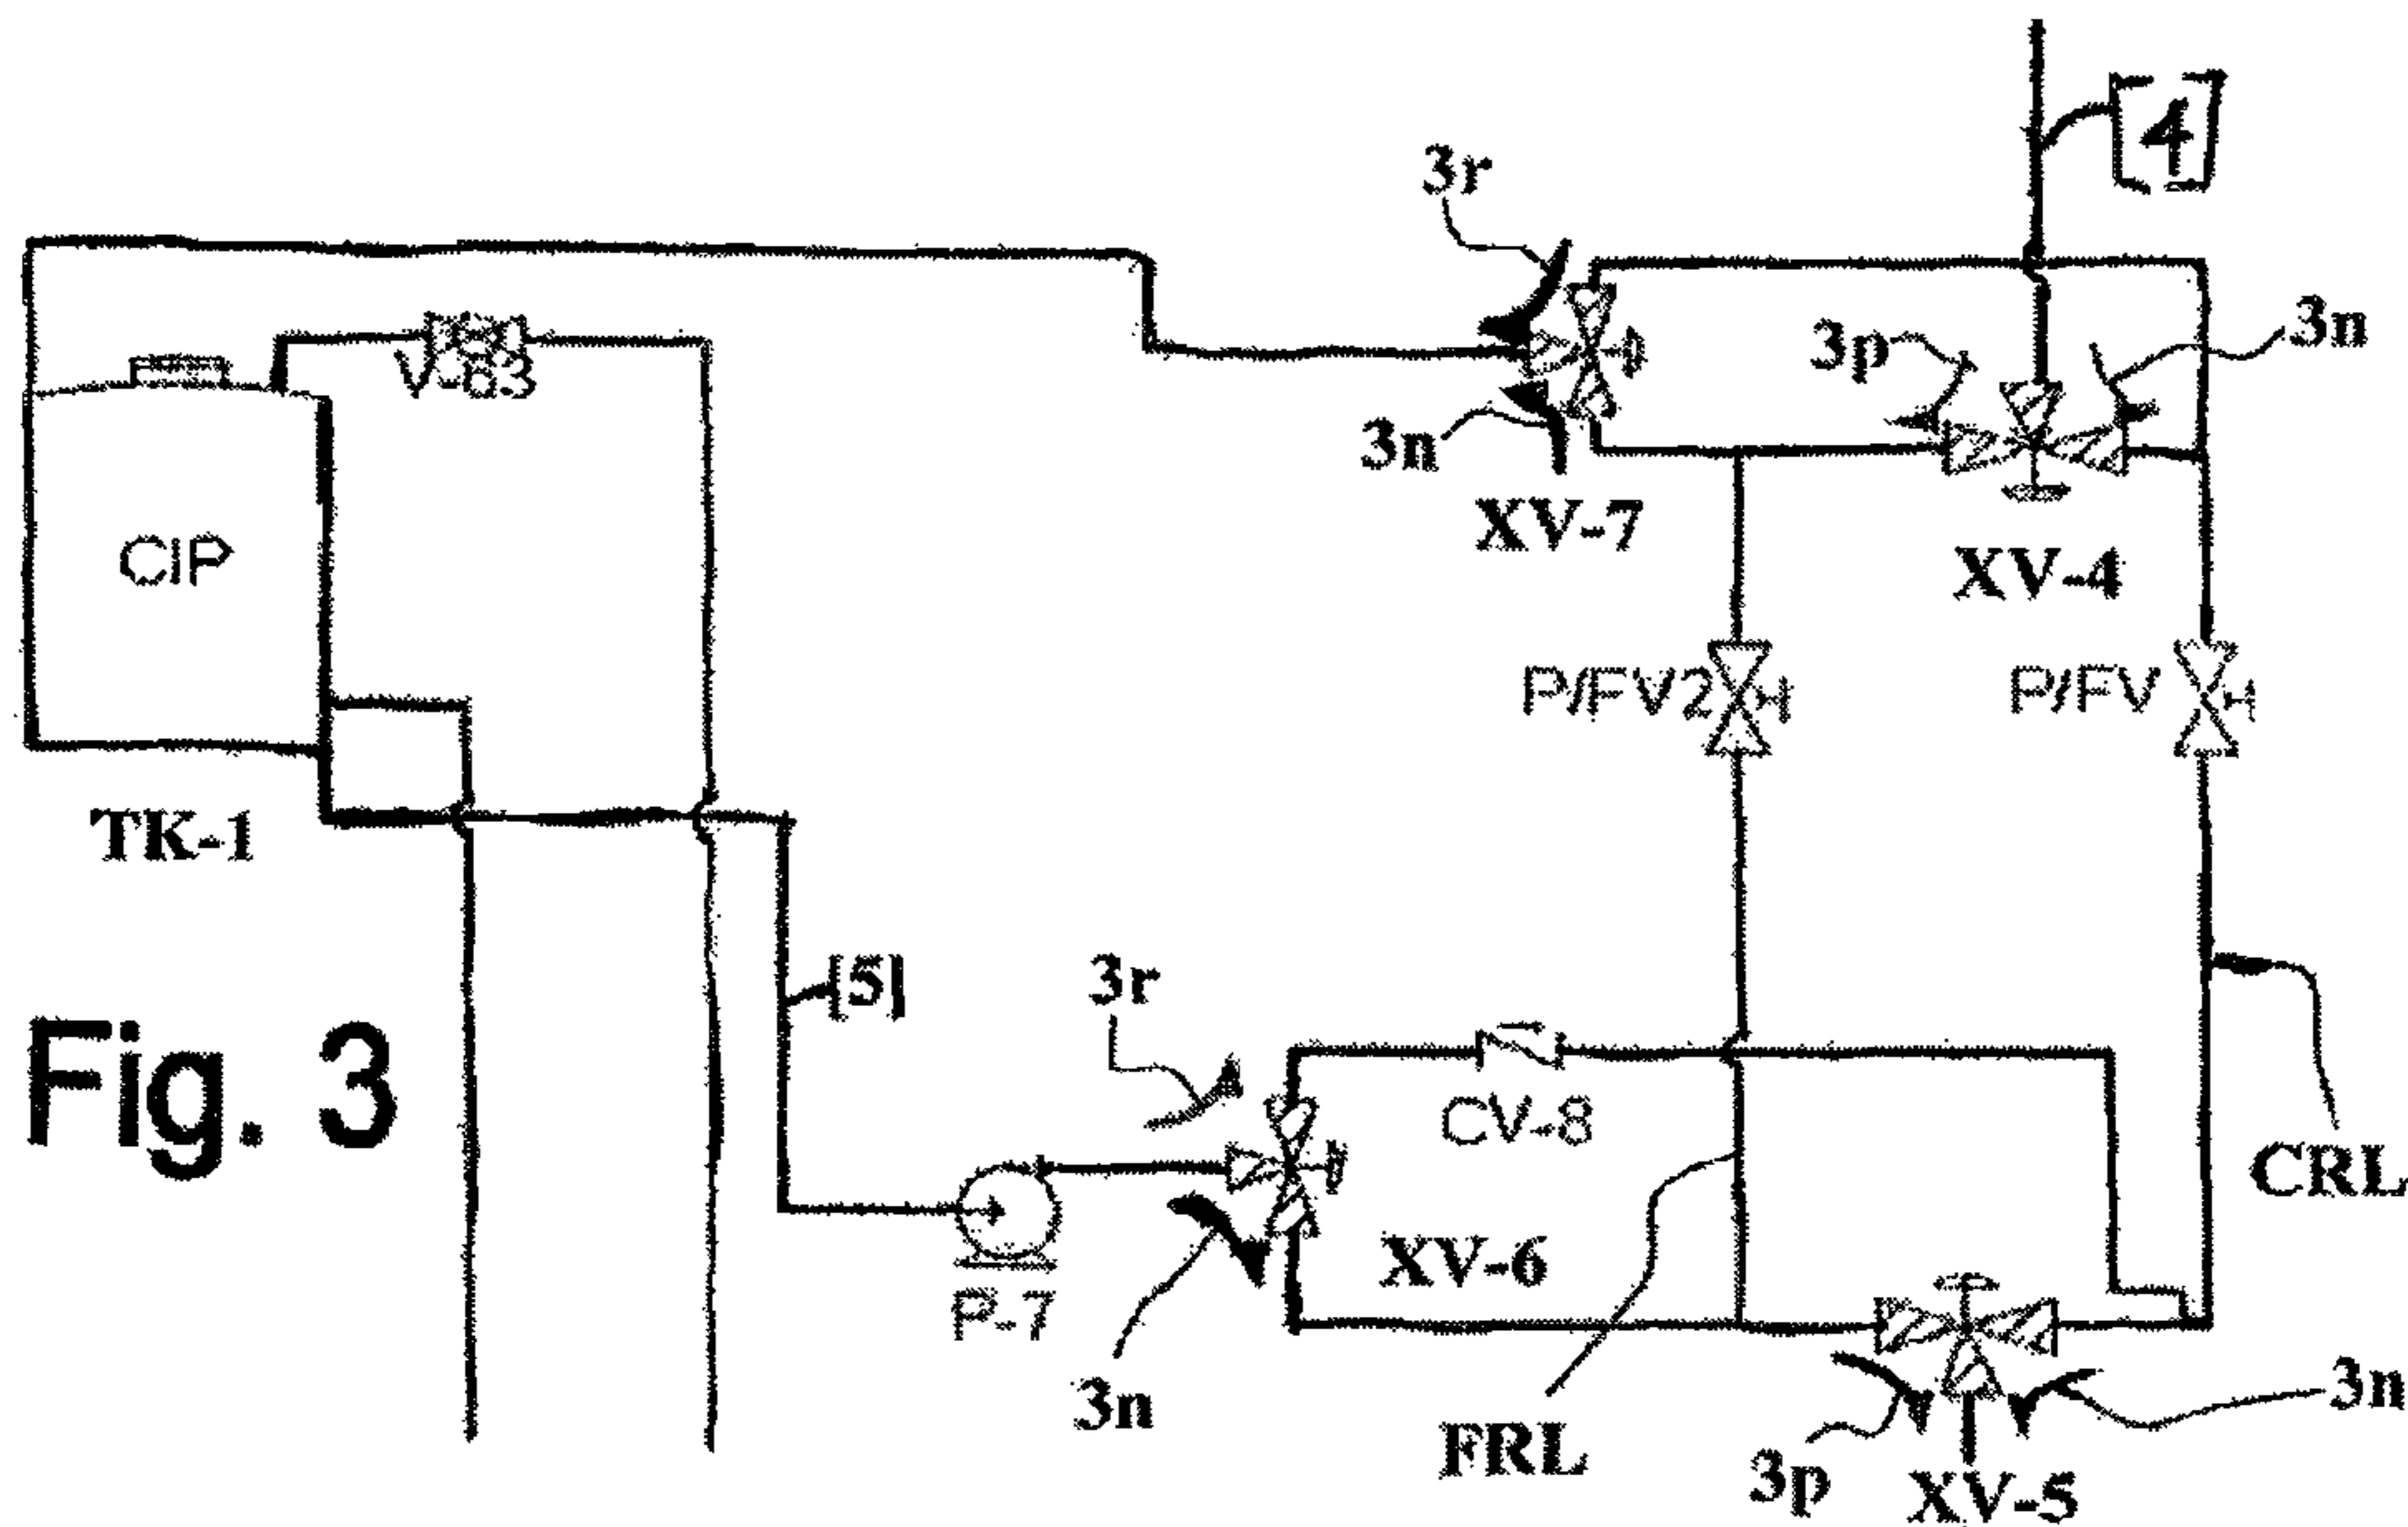 [4]
3r
3n
3p
V-63
3n
XV-7
CIP
XV-4
P/FV2
P/FV
TK-1
[5]
3r
Fig. 3
CV-8
CRL
XV-6
P-7
3n
3n
FRL
3p
XV-5